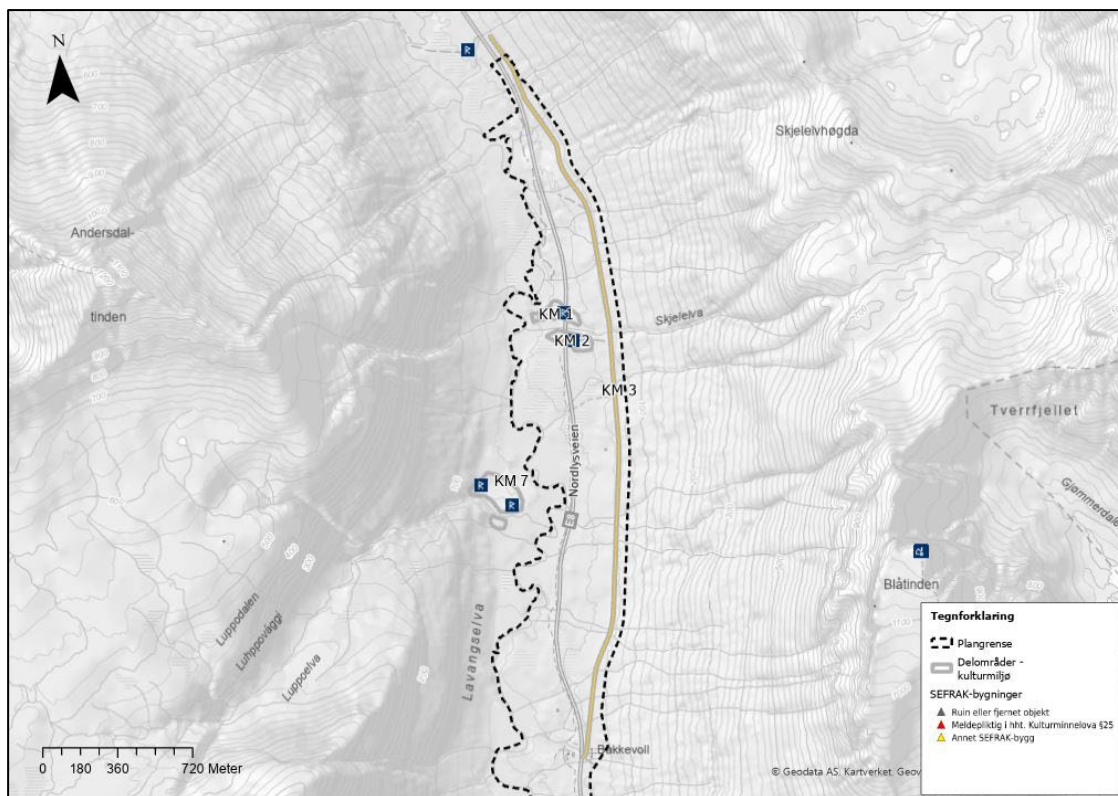 N
Skjelelvhøgda
Andersdal-
tinden
KM 1
KM 2
Skjelelva
KM 3
Tverrfjellet
Nordlysveien
KM 7
E8
Gjømmerdale
Blåtinden
Luppodalen
Luhppovággi
Luppoelva
Lavangselva
Bakkevoll
0 180 360 720 Meter
© Geodata AS, Kartverket, Geov
Tegnforklaring
Plangrense
Delområder -
kulturmiljø
SEFRAK-bygninger
Ruin eller fjernet objekt
Meldepliktig i hht. Kulturminnelova §25
Annet SEFRAK-bygg